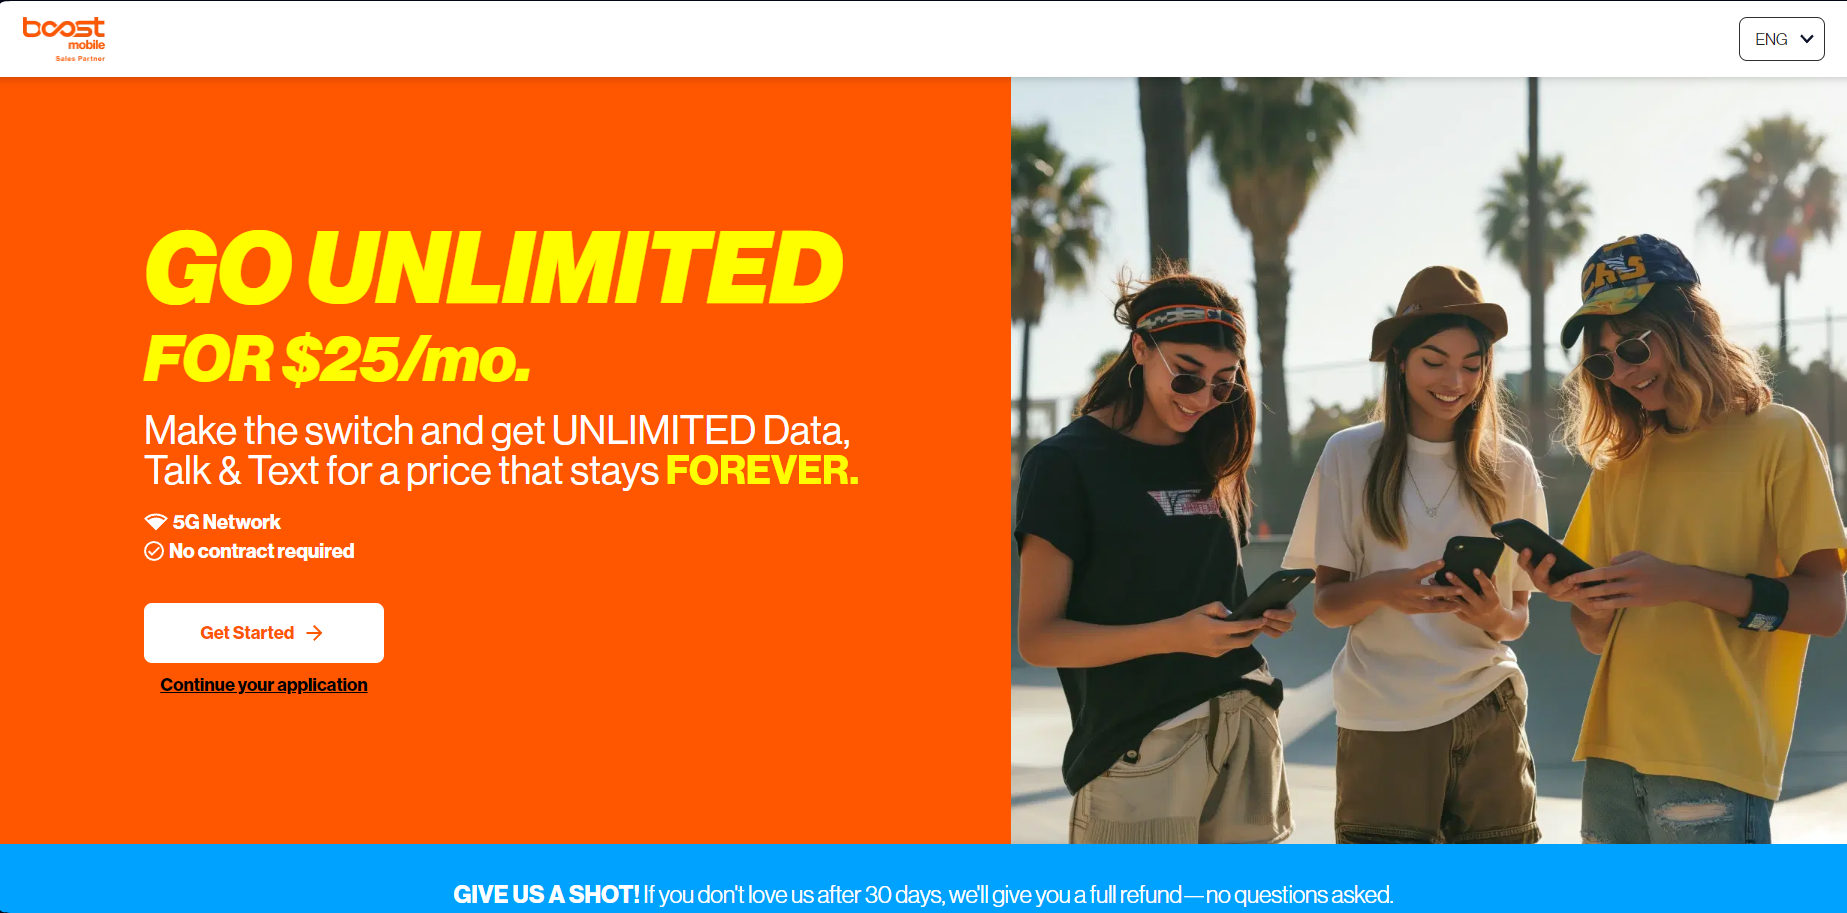 boost
mobile
Sales Partner
ENG
GO UNLIMITED
FOR $25/mo.
Make the switch and get UNLIMITED Data,
Talk & Text for a price that stays FOREVER.
5G Network
No contract required
Get Started
Continue your application
GIVE US A SHOT! If you don't love us after 30 days, we'll give you a full refund—no questions asked.